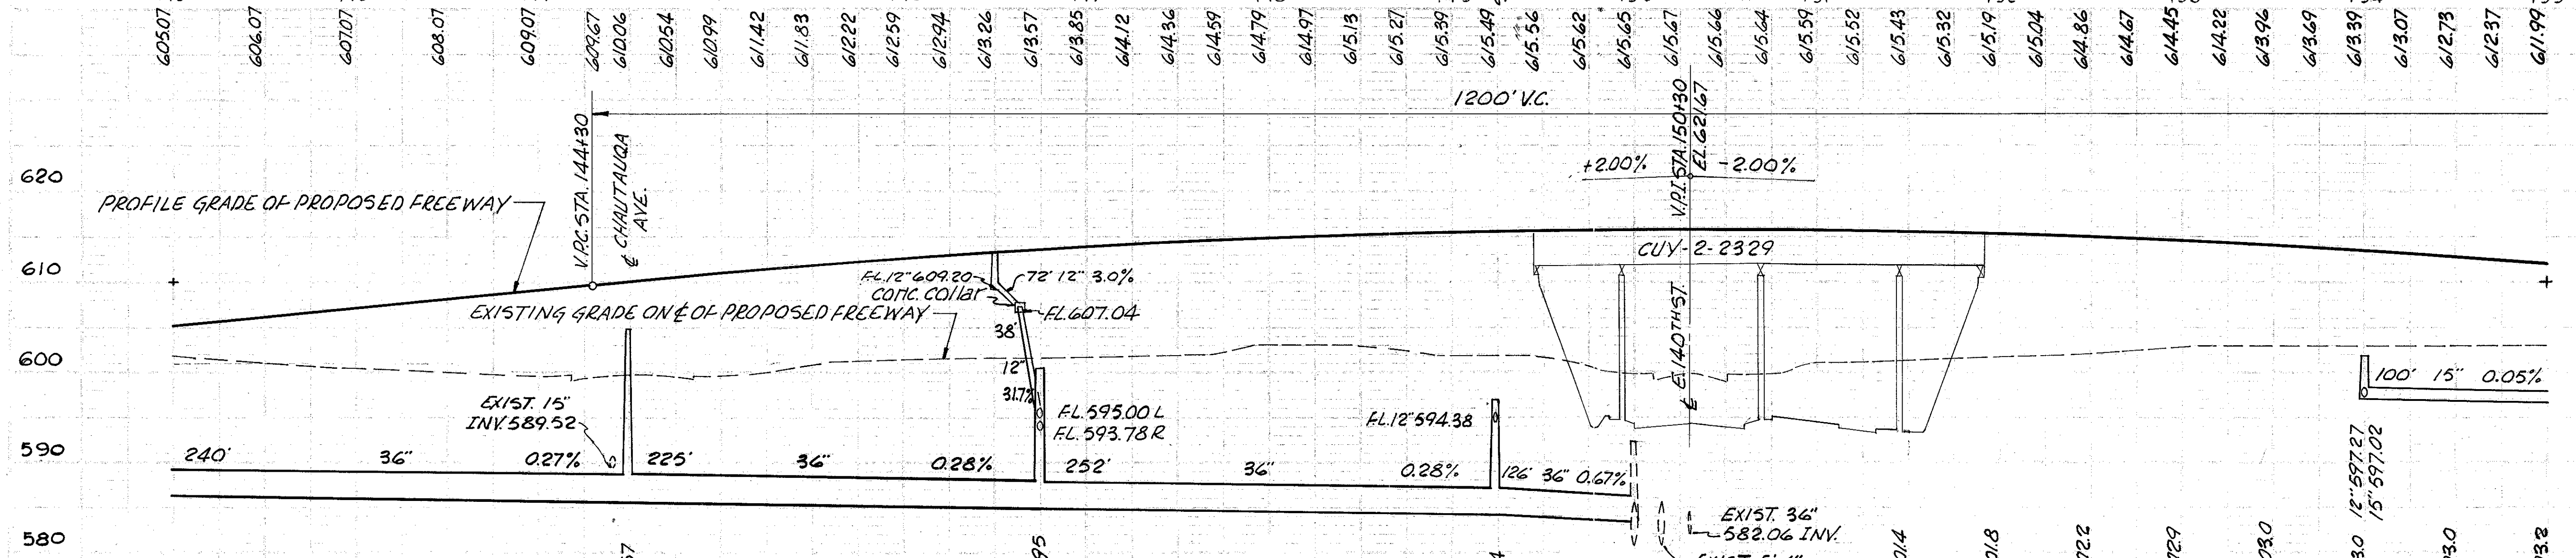 605.07 606.07 607.07 608.07 609.07 609.67 610.06 610.54 610.99 611.42 611.83 612.22 612.59 612.94 613.26 613.57 613.85 614.12 614.36 614.59 614.79 614.97 615.13 615.27 615.39 615.49 615.56 615.62 615.65 615.67 615.66 615.64 615.59 615.52 615.43 615.32 615.19 615.04 614.86 614.67 614.45 614.22 613.96 613.69 613.39 613.07 612.73 612.37 611.99
1200' V.C.
V.P.C. STA. 144+30
℄ CHAUTAUQA
AVE.
V.P.I. STA. 150+30
EL. 621.67
+2.00% -2.00%
620
PROFILE GRADE OF PROPOSED FREEWAY
CUY-2-2329
610
F.L. 12" 609.20
72' 12" 3.0%
conc. collar
EXISTING GRADE ON ℄ OF PROPOSED FREEWAY
F.L. 607.04
38'
12"
31.7%
℄ E. 140TH ST.
600
100' 15" 0.05%
EXIST. 15"
INV. 589.52
F.L. 595.00 L
F.L. 593.78 R
F.L. 12" 594.38
12" 597.27
15" 597.02
590
240' 36" 0.27% 225' 36" 0.28% 252' 36" 0.28% 126' 36" 0.67%
EXIST. 36"
582.06 INV.
580